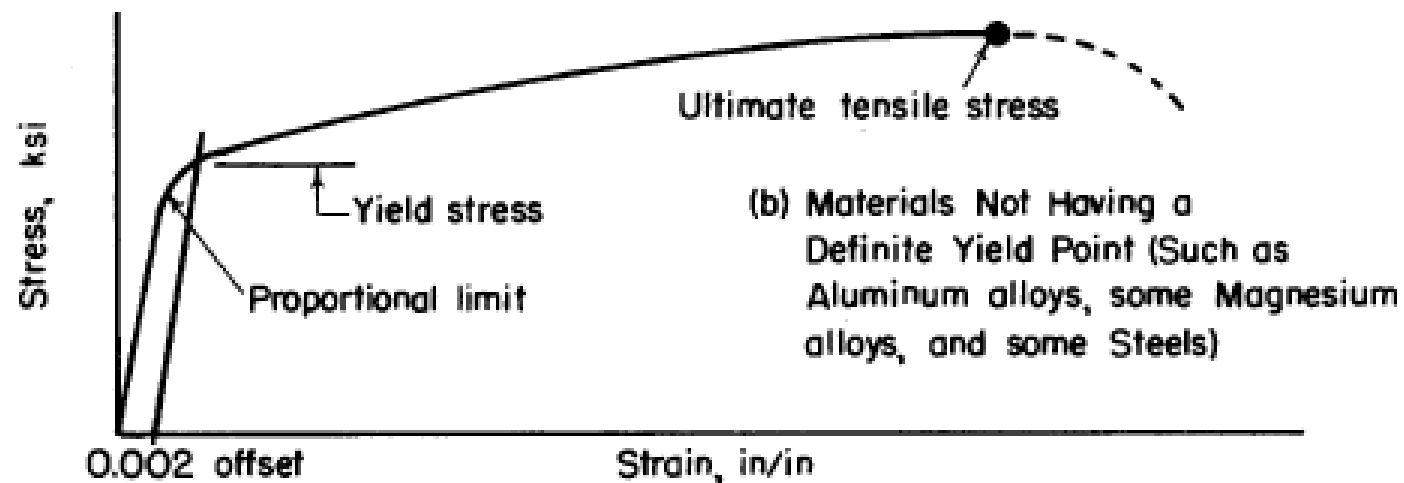 Ultimate tensile stress
Stress, ksi
Yield stress
(b) Materials Not Having a
Definite Yield Point (Such as
Aluminum alloys, some Magnesium
alloys, and some Steels)
Proportional limit
0.002 offset
Strain, in/in